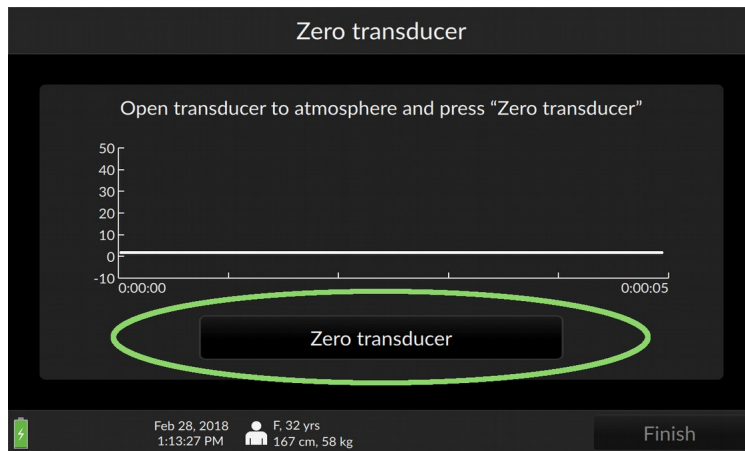 Zero transducer
Open transducer to atmosphere and press “Zero transducer”
50
40
30
20
10
0
-10
0:00:00
0:00:05
Zero transducer
Feb 28, 2018
1:13:27 PM
F, 32 yrs
167 cm, 58 kg
Finish